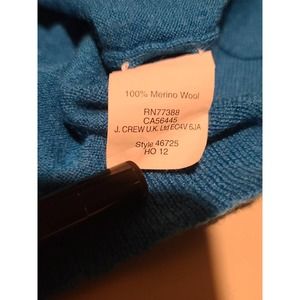 100% Merino Wool
RN77388
CA56445
J. CREW U.K. Ltd EC4V 6JA
Style 46725
HO 12